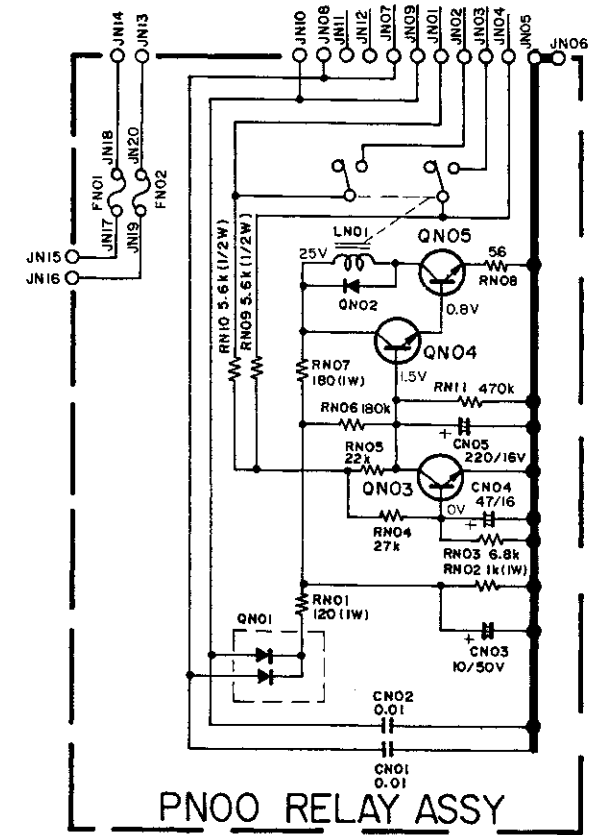 JN14
JN13
JN10
JN08
JN11
JN12
JN07
JN09
JN01
JN02
JN03
JN04
JN05
JN06
JN18
JN20
FN01
FN02
JN17
JN19
JN15
JN16
LN01
25V
QN05
56
RN08
QN02
0.8V
RN10 5.6k(1/2W)
RN09 5.6k(1/2W)
QN04
RN07
180(1W)
1.5V
RN11 470k
RN06 180k
CN05
220/16V
RN05
22k
QN03
CN04
47/16
0V
RN04
27k
RN03 6.8k
RN02 1k(1W)
RN01
120(1W)
QN01
CN03
10/50V
CN02
0.01
CN01
0.01
PN00 RELAY ASSY
+
+
+